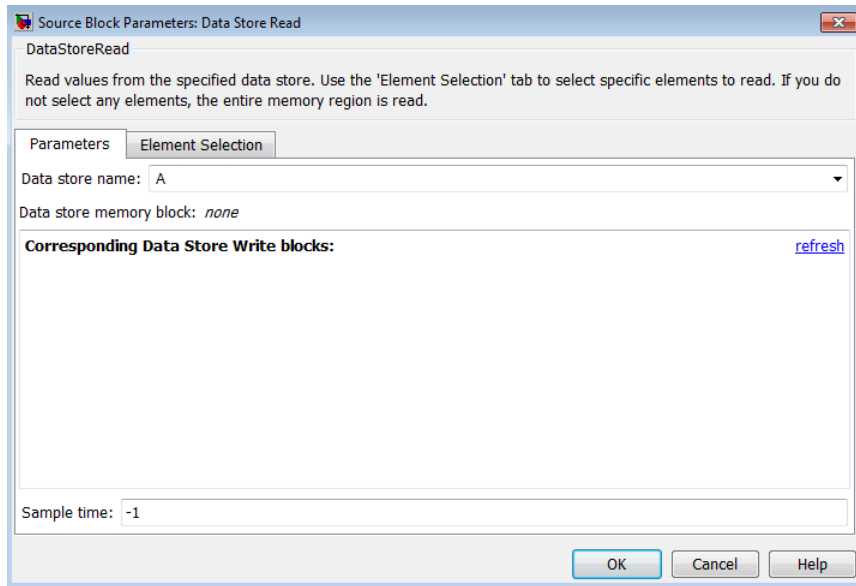 Source Block Parameters: Data Store Read
DataStoreRead
Read values from the specified data store. Use the 'Element Selection' tab to select specific elements to read. If you do
not select any elements, the entire memory region is read.
Parameters
Element Selection
Data store name: A
Data store memory block: none
Corresponding Data Store Write blocks:
refresh
Sample time: -1
OK
Cancel
Help